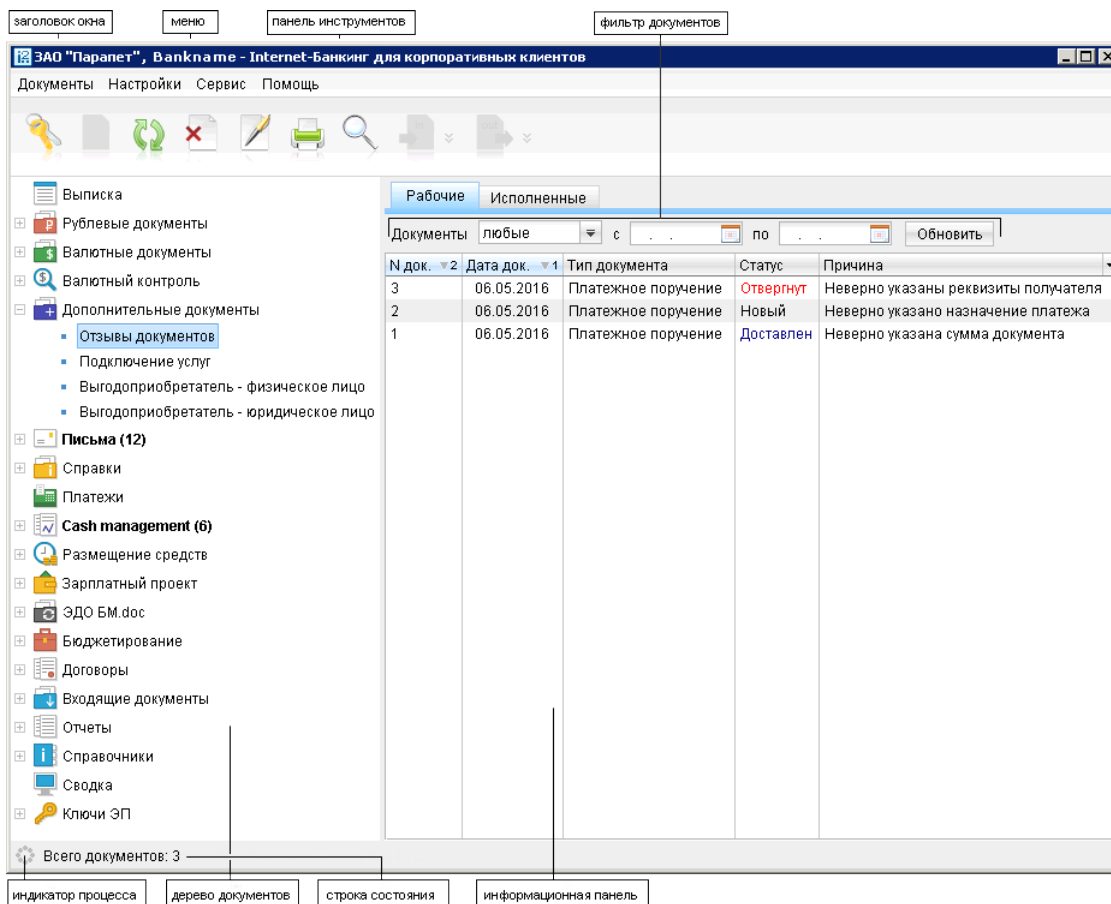 заголовок окна
меню
панель инструментов
фильтр документов
ЗАО "Парапет", Bankname - Internet-Банкинг для корпоративных клиентов
Документы Настройки Сервис Помощь
Выписка
Рублевые документы
Валютные документы
Валютный контроль
Дополнительные документы
Отзывы документов
Подключение услуг
Выгодоприобретатель - физическое лицо
Выгодоприобретатель - юридическое лицо
Письма (12)
Справки
Платежи
Cash management (6)
Размещение средств
Зарплатный проект
ЭДО БМ.doc
Бюджетирование
Договоры
Входящие документы
Отчеты
Справочники
Сводка
Ключи ЭП
Рабочие Исполненные
Документы любые с . . по . . Обновить
N док. 2 Дата док. 1 Тип документа Статус Причина
3 06.05.2016 Платежное поручение Отвергнут Неверно указаны реквизиты получателя
2 06.05.2016 Платежное поручение Новый Неверно указано назначение платежа
1 06.05.2016 Платежное поручение Доставлен Неверно указана сумма документа
Всего документов: 3
индикатор процесса
дерево документов
строка состояния
информационная панель